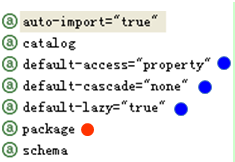 @ auto-import="true"
@ catalog
@ default-access="property"
@ default-cascade="none"
@ default-lazy="true"
@ package
@ schema